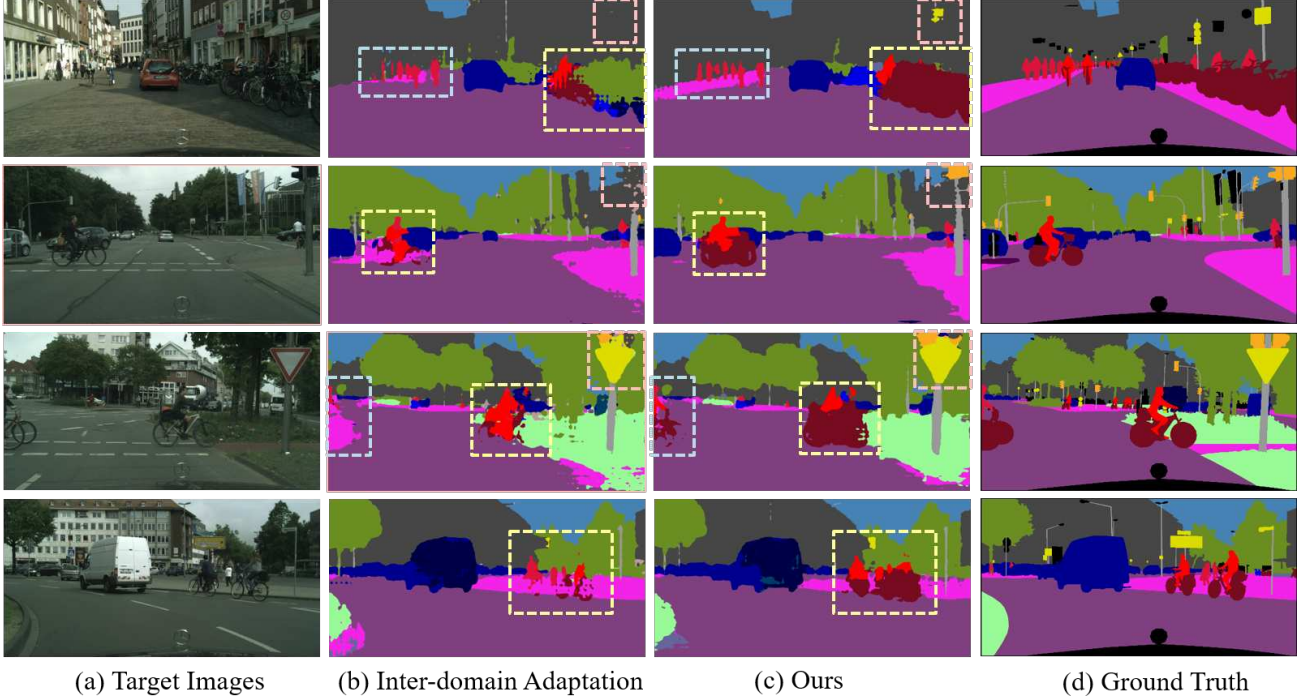 (a) Target Images
(b) Inter-domain Adaptation
(c) Ours
(d) Ground Truth